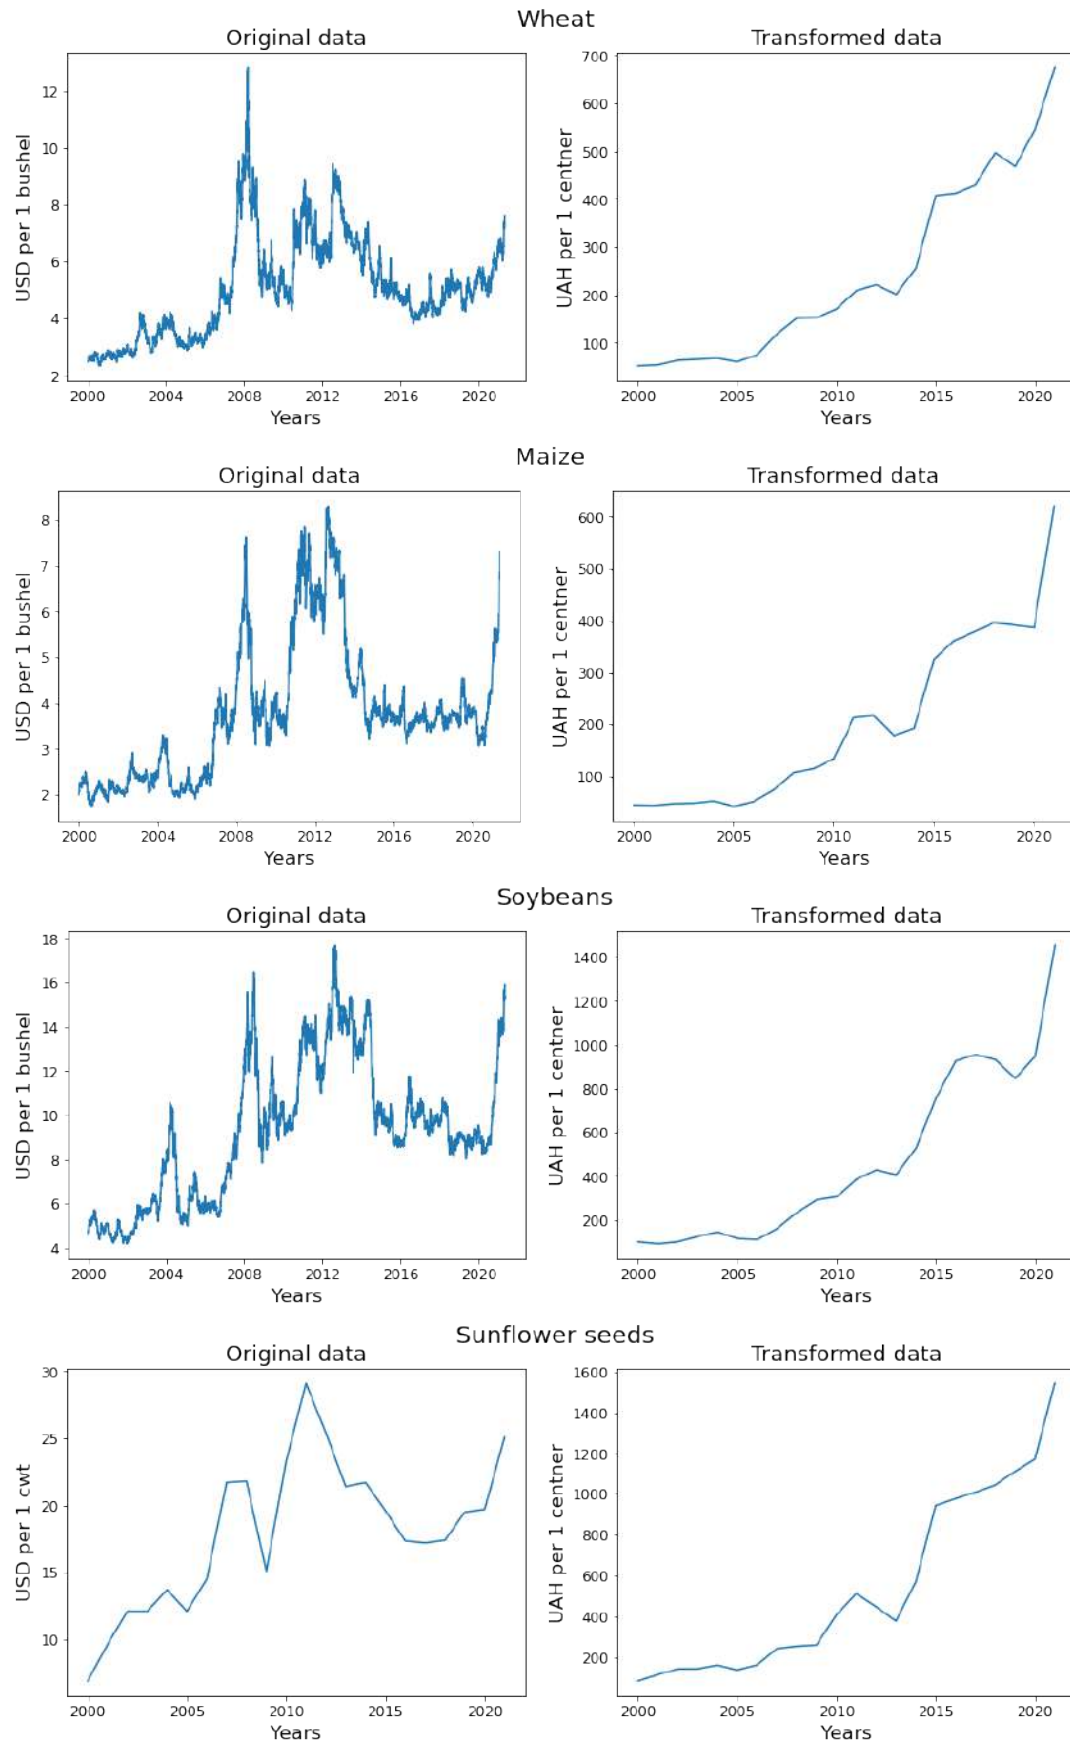 Wheat
Original data
Transformed data
USD per 1 bushel
12
10
8
6
4
2
2000 2004 2008 2012 2016 2020
Years
UAH per 1 centner
700
600
500
400
300
200
100
2000 2005 2010 2015 2020
Years
Maize
Original data
Transformed data
USD per 1 bushel
8
7
6
5
4
3
2
2000 2004 2008 2012 2016 2020
Years
UAH per 1 centner
600
500
400
300
200
100
2000 2005 2010 2015 2020
Years
Soybeans
Original data
Transformed data
USD per 1 bushel
18
16
14
12
10
8
6
4
2000 2004 2008 2012 2016 2020
Years
UAH per 1 centner
1400
1200
1000
800
600
400
200
2000 2005 2010 2015 2020
Years
Sunflower seeds
Original data
Transformed data
USD per 1 cwt
30
25
20
15
10
2000 2005 2010 2015 2020
Years
UAH per 1 centner
1600
1400
1200
1000
800
600
400
200
2000 2005 2010 2015 2020
Years